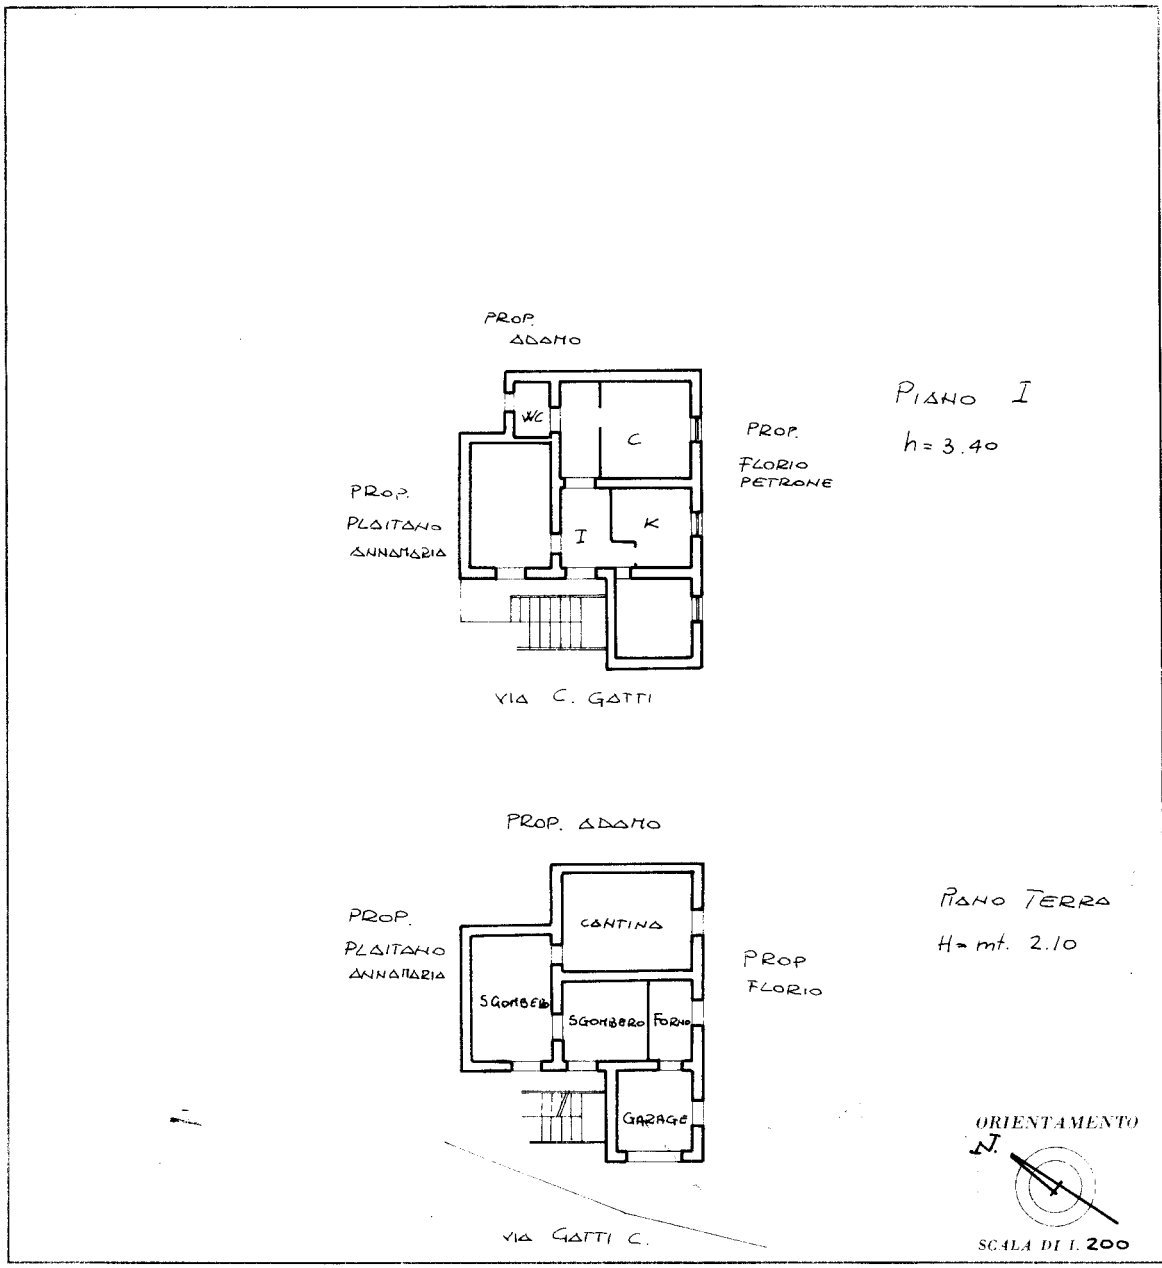 PROP.
ADAMO
PIANO I
h = 3.40
WC
C
PROP.
FLORIO
PETRONE
PROP.
PLAITANO
ANNAMARIA
I
K
VIA C. GATTI
PROP. ADAMO
PIANO TERRA
H = mt. 2.10
PROP.
PLAITANO
ANNAMARIA
CANTINA
PROP
FLORIO
SGOMBERO
SGOMBERO
FORNO
GARAGE
VIA GATTI C.
ORIENTAMENTO
N.
SCALA DI 1. 200